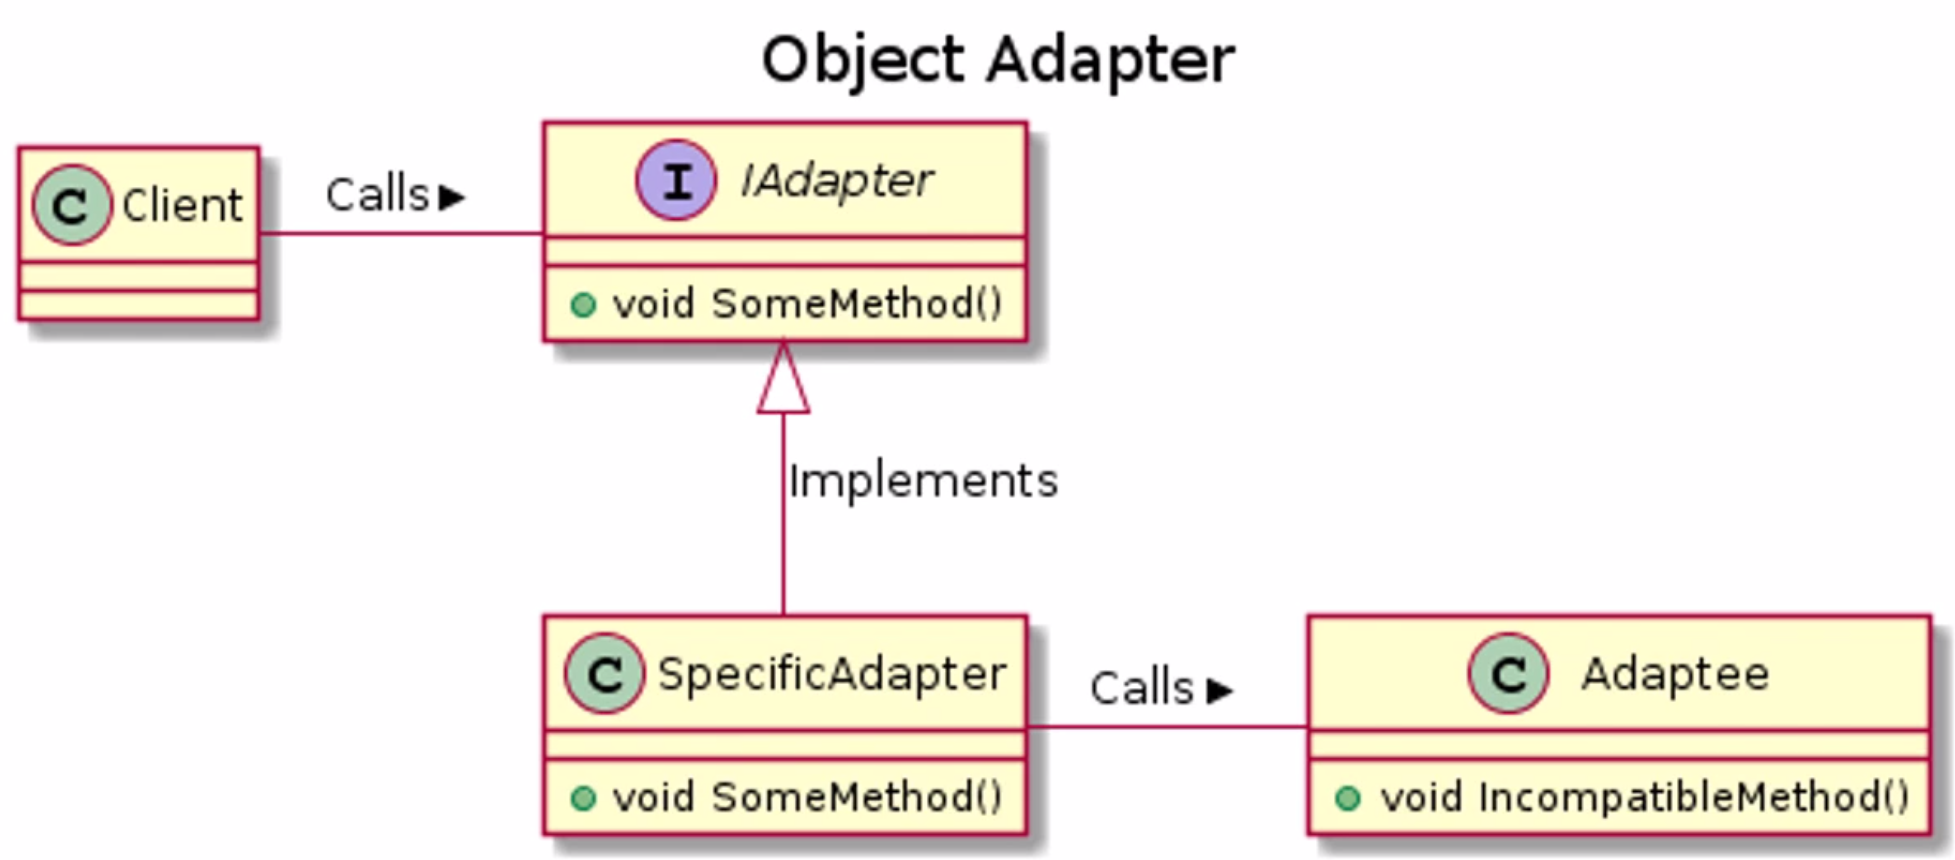 Object Adapter
C Client
Calls ▶
I IAdapter
void SomeMethod()
Implements
C SpecificAdapter
void SomeMethod()
Calls ▶
C Adaptee
void IncompatibleMethod()